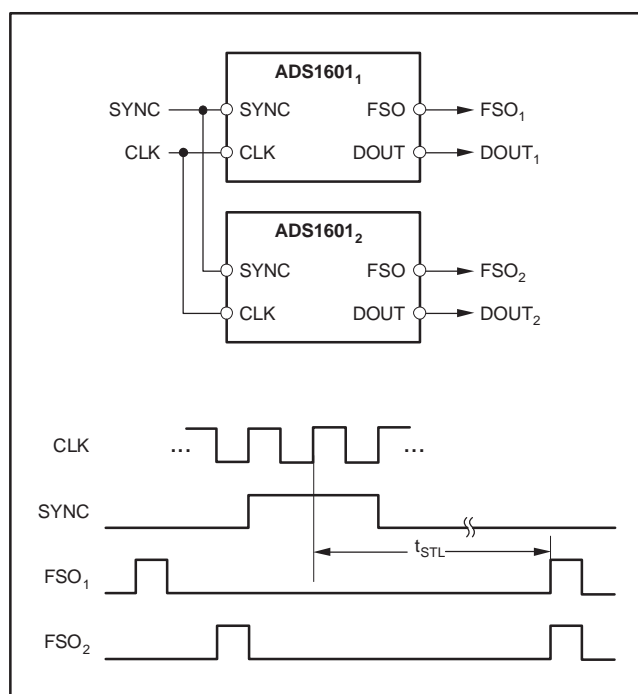 ADS1601₁
SYNC SYNC FSO FSO₁
CLK CLK DOUT DOUT₁
ADS1601₂
SYNC FSO FSO₂
CLK DOUT DOUT₂
CLK ... ...
SYNC
t_STL
FSO₁
FSO₂